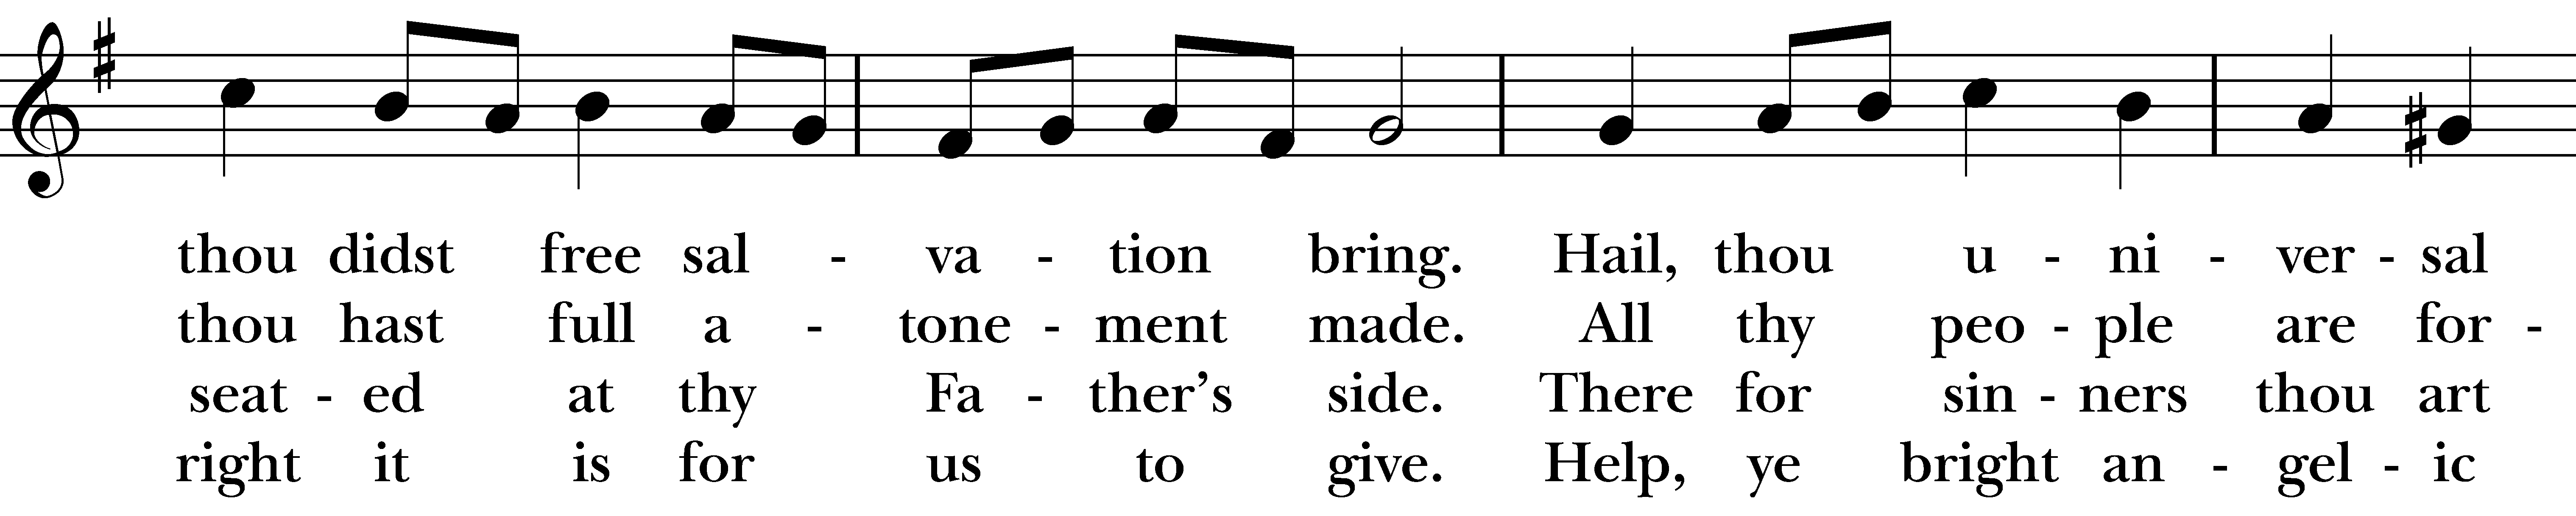 thou didst free sal - va - tion bring. Hail, thou u - ni - ver - sal
thou hast full a - tone - ment made. All thy peo - ple are for -
seat - ed at thy Fa - ther's side. There for sin - ners thou art
right it is for us to give. Help, ye bright an - gel - ic